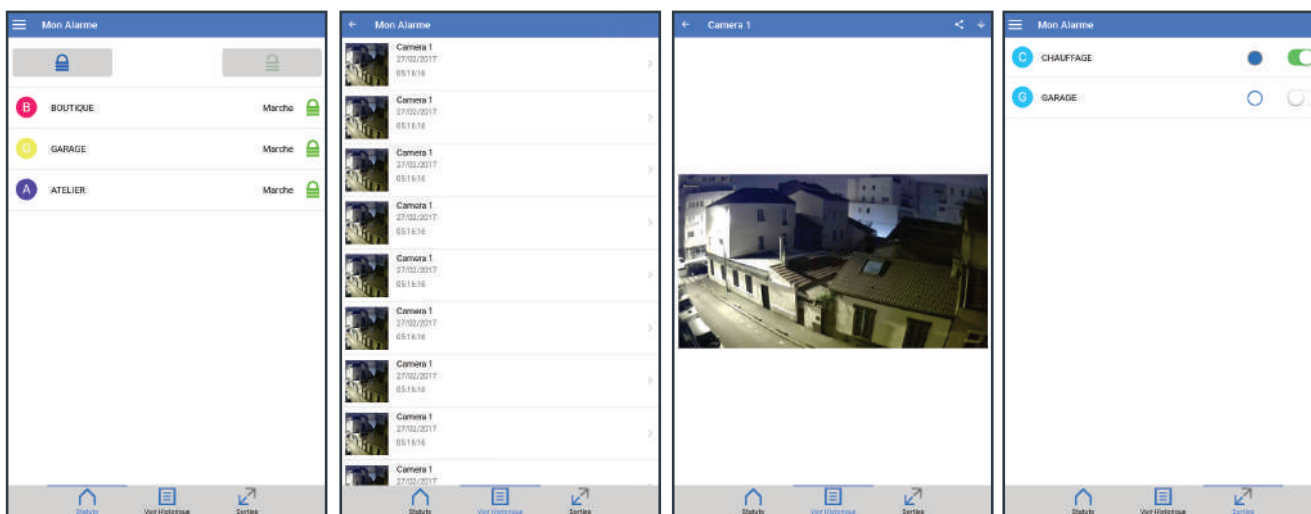 Mon Alarme
B BOUTIQUE Marche
G GARAGE Marche
A ATELIER Marche
Statuts Voir Historique Sorties
Mon Alarme
Camera 1
27/02/2017
05:16:16
Camera 1
27/02/2017
05:16:16
Camera 1
27/02/2017
05:16:16
Camera 1
27/02/2017
05:16:16
Camera 1
27/02/2017
05:16:16
Camera 1
27/02/2017
05:16:16
Camera 1
27/02/2017
05:16:16
Camera 1
27/02/2017
05:16:16
Camera 1
27/02/2017
Statuts Voir Historique Sorties
Camera 1
Statuts Voir Historique Sorties
Mon Alarme
C CHAUFFAGE
G GARAGE
Statuts Voir Historique Sorties